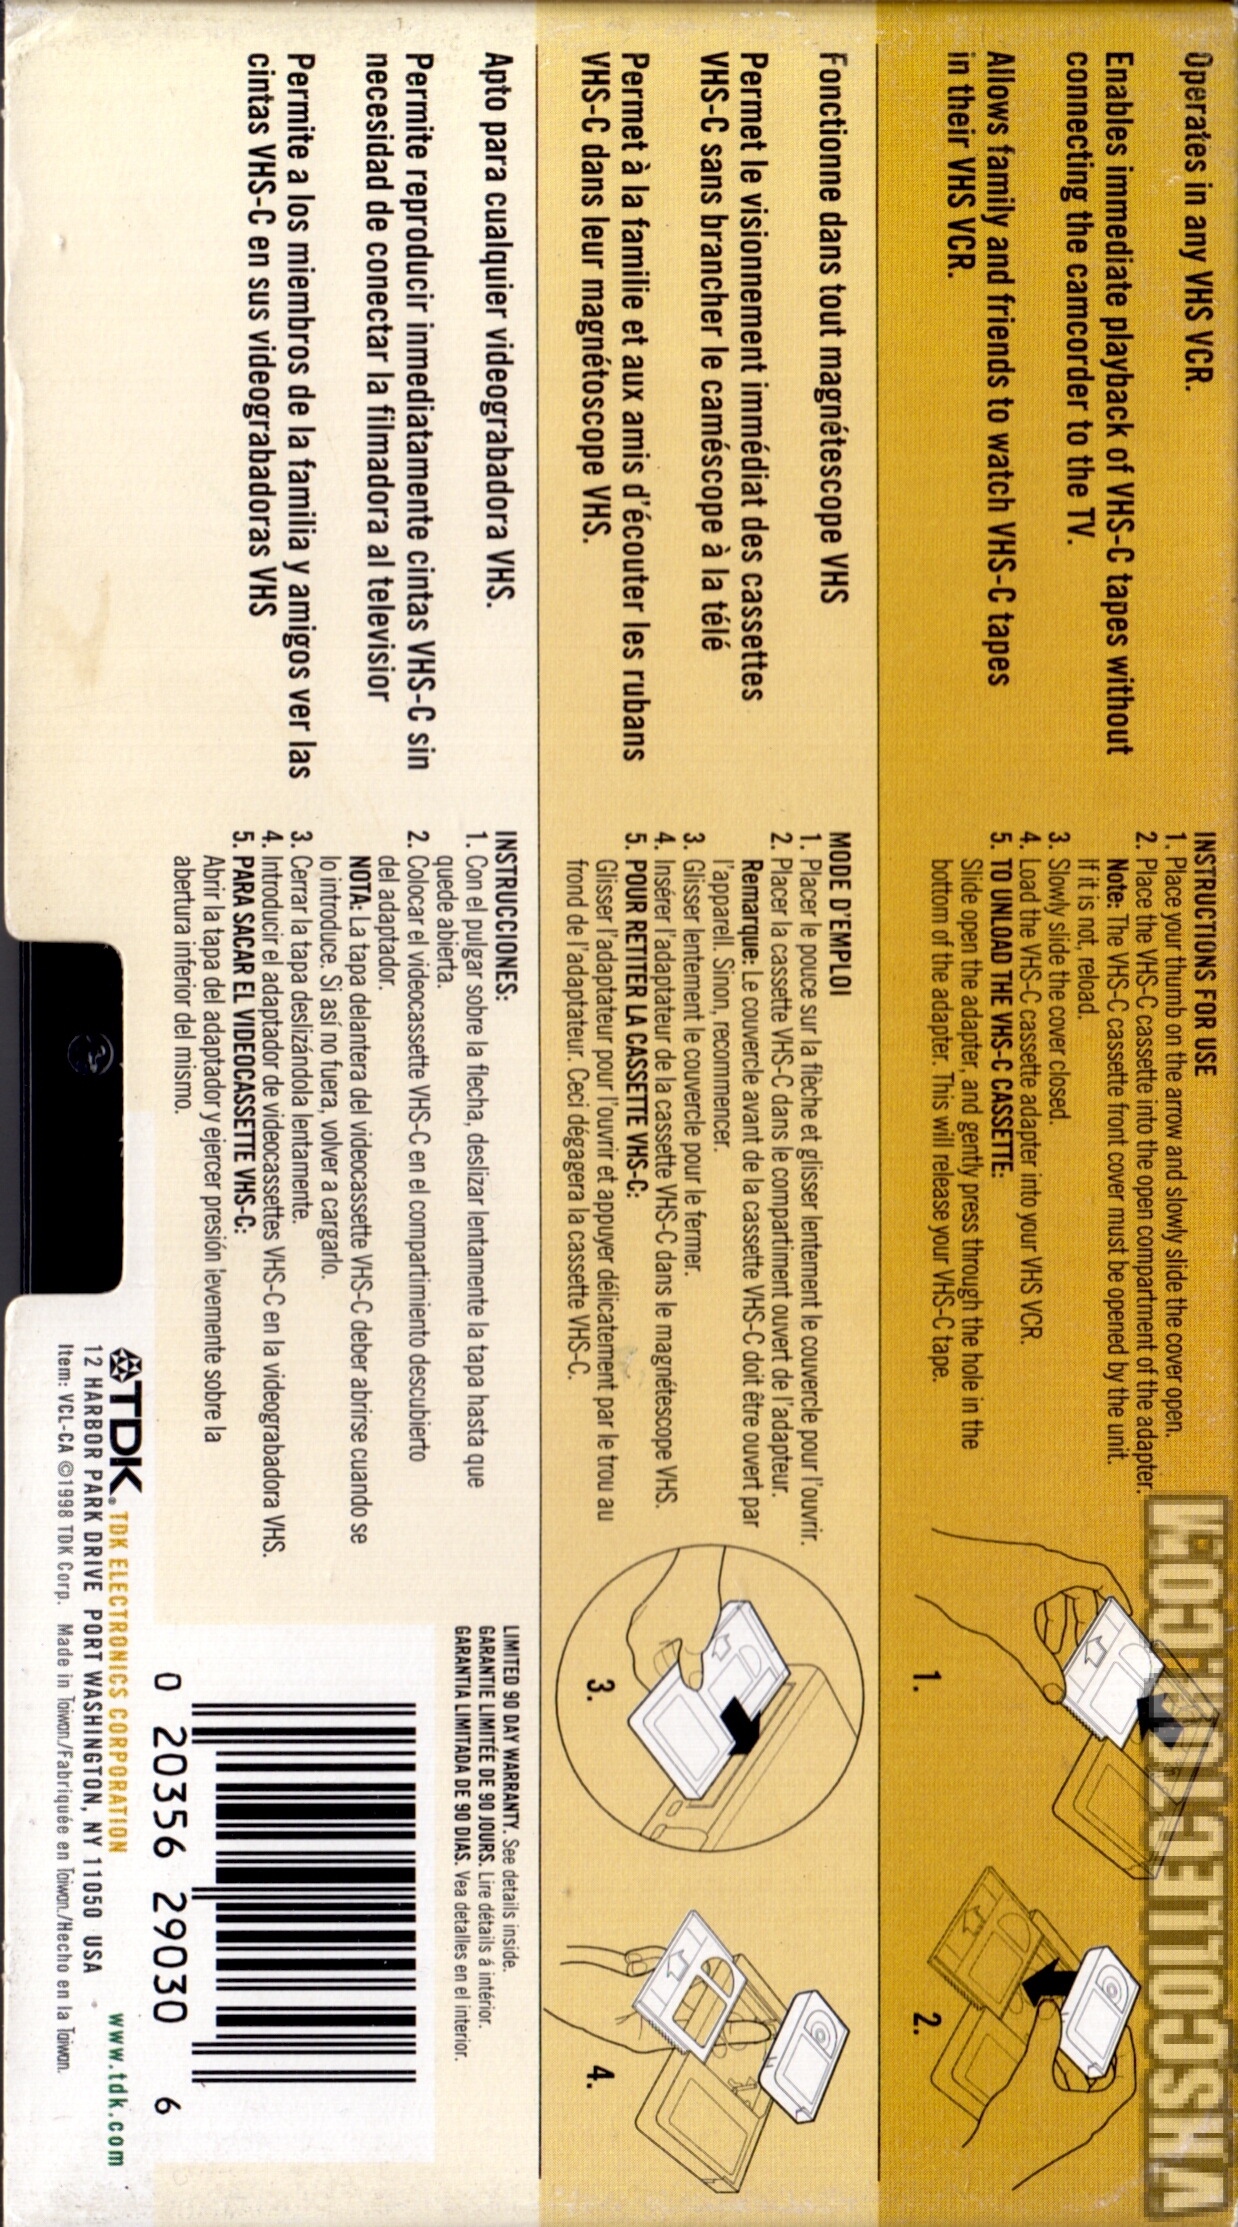 Operates in any VHS VCR.
Enables immediate playback of VHS-C tapes without
connecting the camcorder to the TV.
Allows family and friends to watch VHS-C tapes
in their VHS VCR.
INSTRUCTIONS FOR USE
1. Place your thumb on the arrow and slowly slide the cover open.
2. Place the VHS-C cassette into the open compartment of the adapter.
Note: The VHS-C cassette front cover must be opened by the unit.
If it is not, reload.
3. Slowly slide the cover closed.
4. Load the VHS-C cassette adapter into your VHS VCR.
5. TO UNLOAD THE VHS-C CASSETTE:
Slide open the adapter, and gently press through the hole in the
bottom of the adapter. This will release your VHS-C tape.
1.
2.
VHSCOLLECTOR.COM
Fonctionne dans tout magnétescope VHS
Permet le visionnement immédiat des cassettes
VHS-C sans brancher le caméscope à la télé
Permet à la familie et aux amis d'écouter les rubans
VHS-C dans leur magnétoscope VHS.
MODE D'EMPLOI
1. Placer le pouce sur la flèche et glisser lentement le couvercle pour l'ouvrir.
2. Placer la cassette VHS-C dans le compartiment ouvert de l'adapteur.
Remarque: Le couvercle avant de la cassette VHS-C doit être ouvert par
l'apparell. Sinon, recommencer.
3. Glisser lentement le couvercle pour le fermer.
4. Insérer l'adaptateur de la cassette VHS-C dans le magnétescope VHS.
5. POUR RETITER LA CASSETTE VHS-C:
Glisser l'adaptateur pour l'ouvrir et appuyer délicatement par le trou au
frond de l'adaptateur. Ceci dégagera la cassette VHS-C.
3.
4.
Apto para cualquier videograbadora VHS.
Permite reproducir inmediatamente cintas VHS-C sin
necesidad de conectar la filmadora al televisior
Permite a los miembros de la familia y amigos ver las
cintas VHS-C en sus videograbadoras VHS
INSTRUCCIONES:
1. Con el pulgar sobre la flecha, deslizar lentamente la tapa hasta que
quede abierta.
2. Colocar el videocassette VHS-C en el compartimiento descubierto
del adaptador.
NOTA: La tapa delantera del videocassette VHS-C deber abrirse cuando se
lo introduce. Si así no fuera, volver a cargarlo.
3. Cerrar la tapa deslizándola lentamente.
4. Introducir el adaptador de videocassettes VHS-C en la videograbadora VHS.
5. PARA SACAR EL VIDEOCASSETTE VHS-C:
Abrir la tapa del adaptador y ejercer presión levemente sobre la
abertura inferior del mismo.
LIMITED 90 DAY WARRANTY. See details inside.
GARANTIE LIMITÉE DE 90 JOURS. Lire détails á intérior.
GARANTIA LIMITADA DE 90 DIAS. Vea detalles en el interior.
0 20356 29030 6
TDK. TDK ELECTRONICS CORPORATION www.tdk.com
12 HARBOR PARK DRIVE PORT WASHINGTON, NY 11050 USA
Item: VCL-CA ©1998 TDK Corp. Made in Taiwan./Fabriquée en Taiwan./Hecho en la Taiwan.